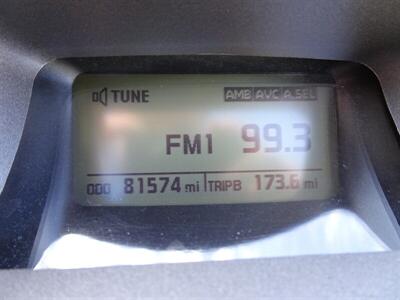 TUNE AMB AVC A.SEL
FM1 99.3
ODO 81574 mi TRIPB 173.6 mi